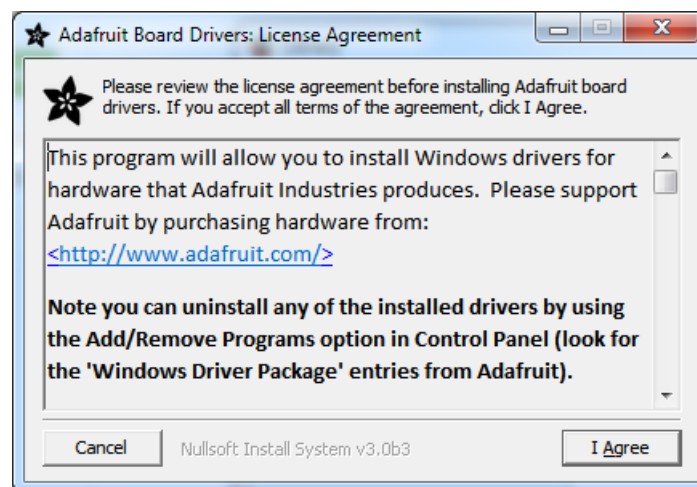 Adafruit Board Drivers: License Agreement
Please review the license agreement before installing Adafruit board
drivers. If you accept all terms of the agreement, click I Agree.
This program will allow you to install Windows drivers for
hardware that Adafruit Industries produces.  Please support
Adafruit by purchasing hardware from:
<http://www.adafruit.com/>
Note you can uninstall any of the installed drivers by using
the Add/Remove Programs option in Control Panel (look for
the 'Windows Driver Package' entries from Adafruit).
Cancel
Nullsoft Install System v3.0b3
I Agree